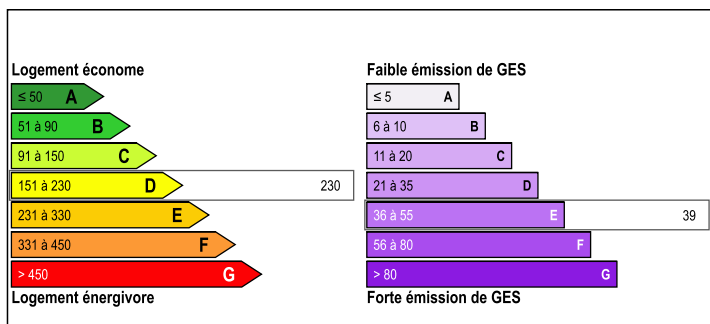 Logement économe
≤ 50 A
51 à 90 B
91 à 150 C
151 à 230 D 230
231 à 330 E
331 à 450 F
> 450 G
Logement énergivore
Faible émission de GES
≤ 5 A
6 à 10 B
11 à 20 C
21 à 35 D
36 à 55 E 39
56 à 80 F
> 80 G
Forte émission de GES